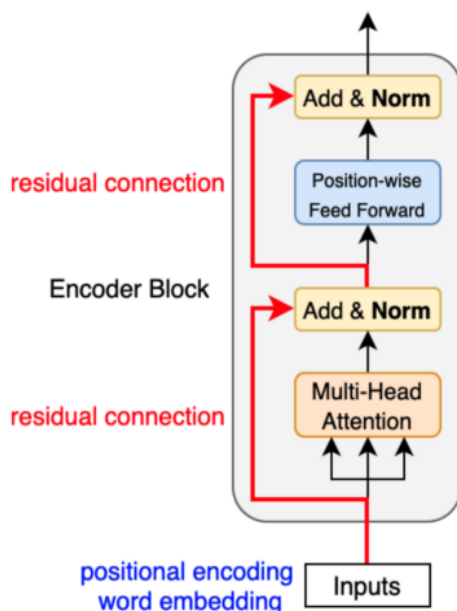 Add & Norm
residual connection
Position-wise
Feed Forward
Encoder Block
Add & Norm
Multi-Head
Attention
residual connection
positional encoding
word embedding
Inputs